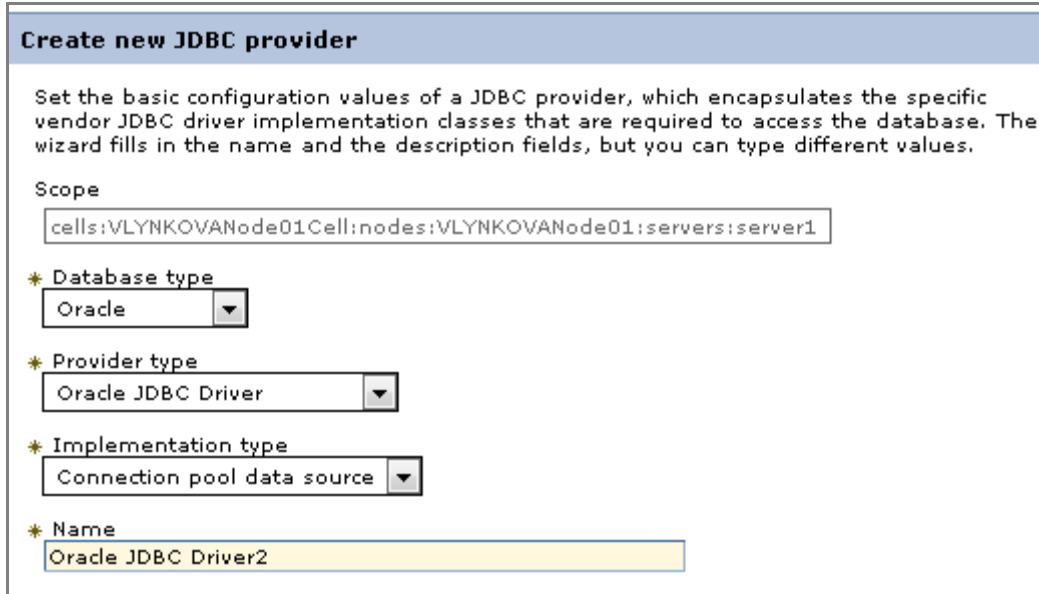 Create new JDBC provider
Set the basic configuration values of a JDBC provider, which encapsulates the specific
vendor JDBC driver implementation classes that are required to access the database. The
wizard fills in the name and the description fields, but you can type different values.
Scope
cells:VLYNKOVANode01Cell:nodes:VLYNKOVANode01:servers:server1
* Database type
Oracle
* Provider type
Oracle JDBC Driver
* Implementation type
Connection pool data source
* Name
Oracle JDBC Driver2